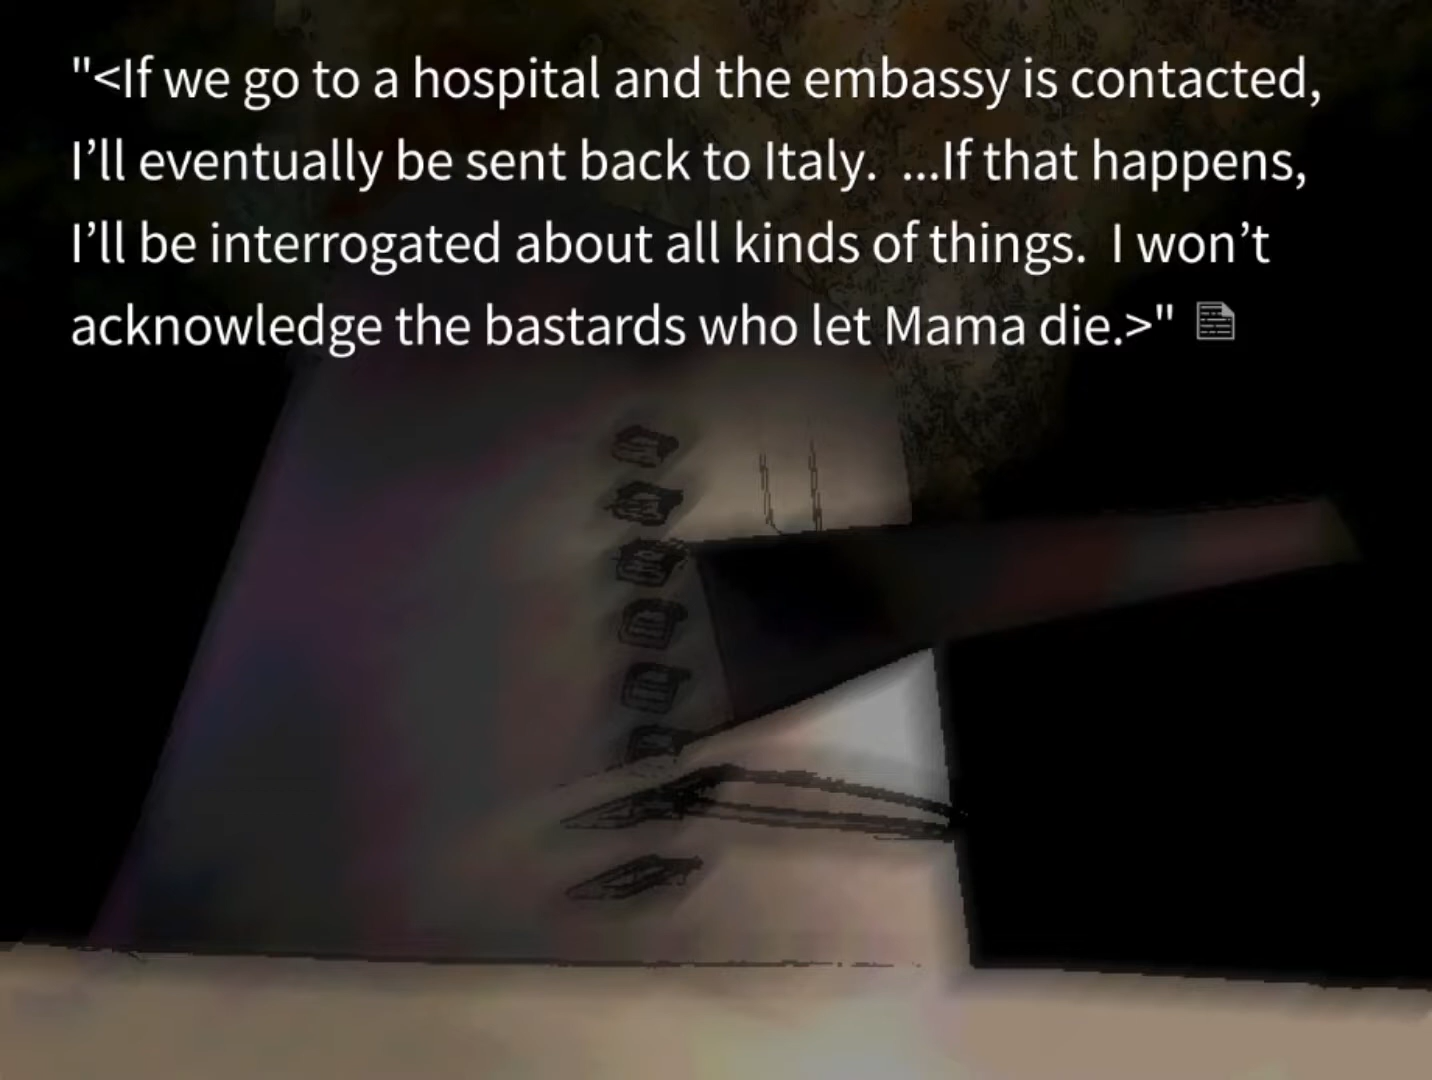 "<If we go to a hospital and the embassy is contacted,
I’ll eventually be sent back to Italy.  ...If that happens,
I’ll be interrogated about all kinds of things.  I won’t
acknowledge the bastards who let Mama die.>"